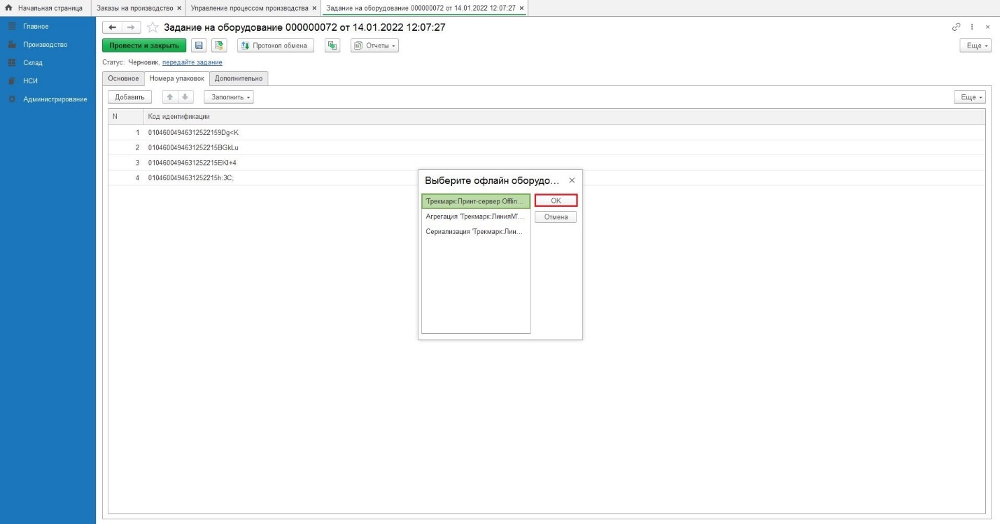 Начальная страница
Заказы на производство ×
Управление процессом производства ×
Задание на оборудование 000000072 от 14.01.2022 12:07:27 ×
Главное
Производство
Склад
НСИ
Администрирование
Задание на оборудование 000000072 от 14.01.2022 12:07:27
Провести и закрыть
Протокол обмена
Отчеты
Еще
Статус: Черновик, передайте задание
Основное
Номера упаковок
Дополнительно
Добавить
Заполнить
Еще
N
Код идентификации
1 01046004946312522159Dg<K
2 0104600494631252215BGkLu
3 0104600494631252215EKI+4
4 0104600494631252215h:3C;
Выберите офлайн оборудо... ×
'Трекмарк:Принт-сервер Offlin...
OK
Агрегация 'Трекмарк:ЛинияМ'...
Отмена
Сериализация 'Трекмарк:Лин...